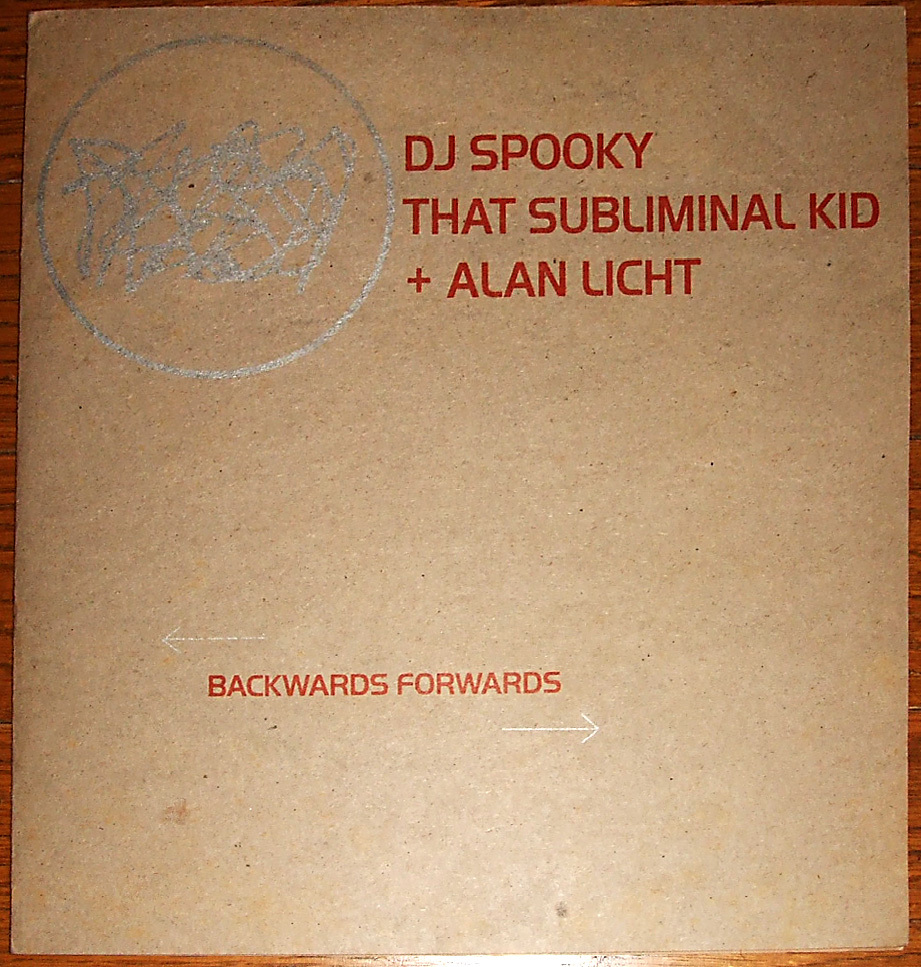 DJ SPOOKY
THAT SUBLIMINAL KID
+ ALAN LICHT
BACKWARDS FORWARDS